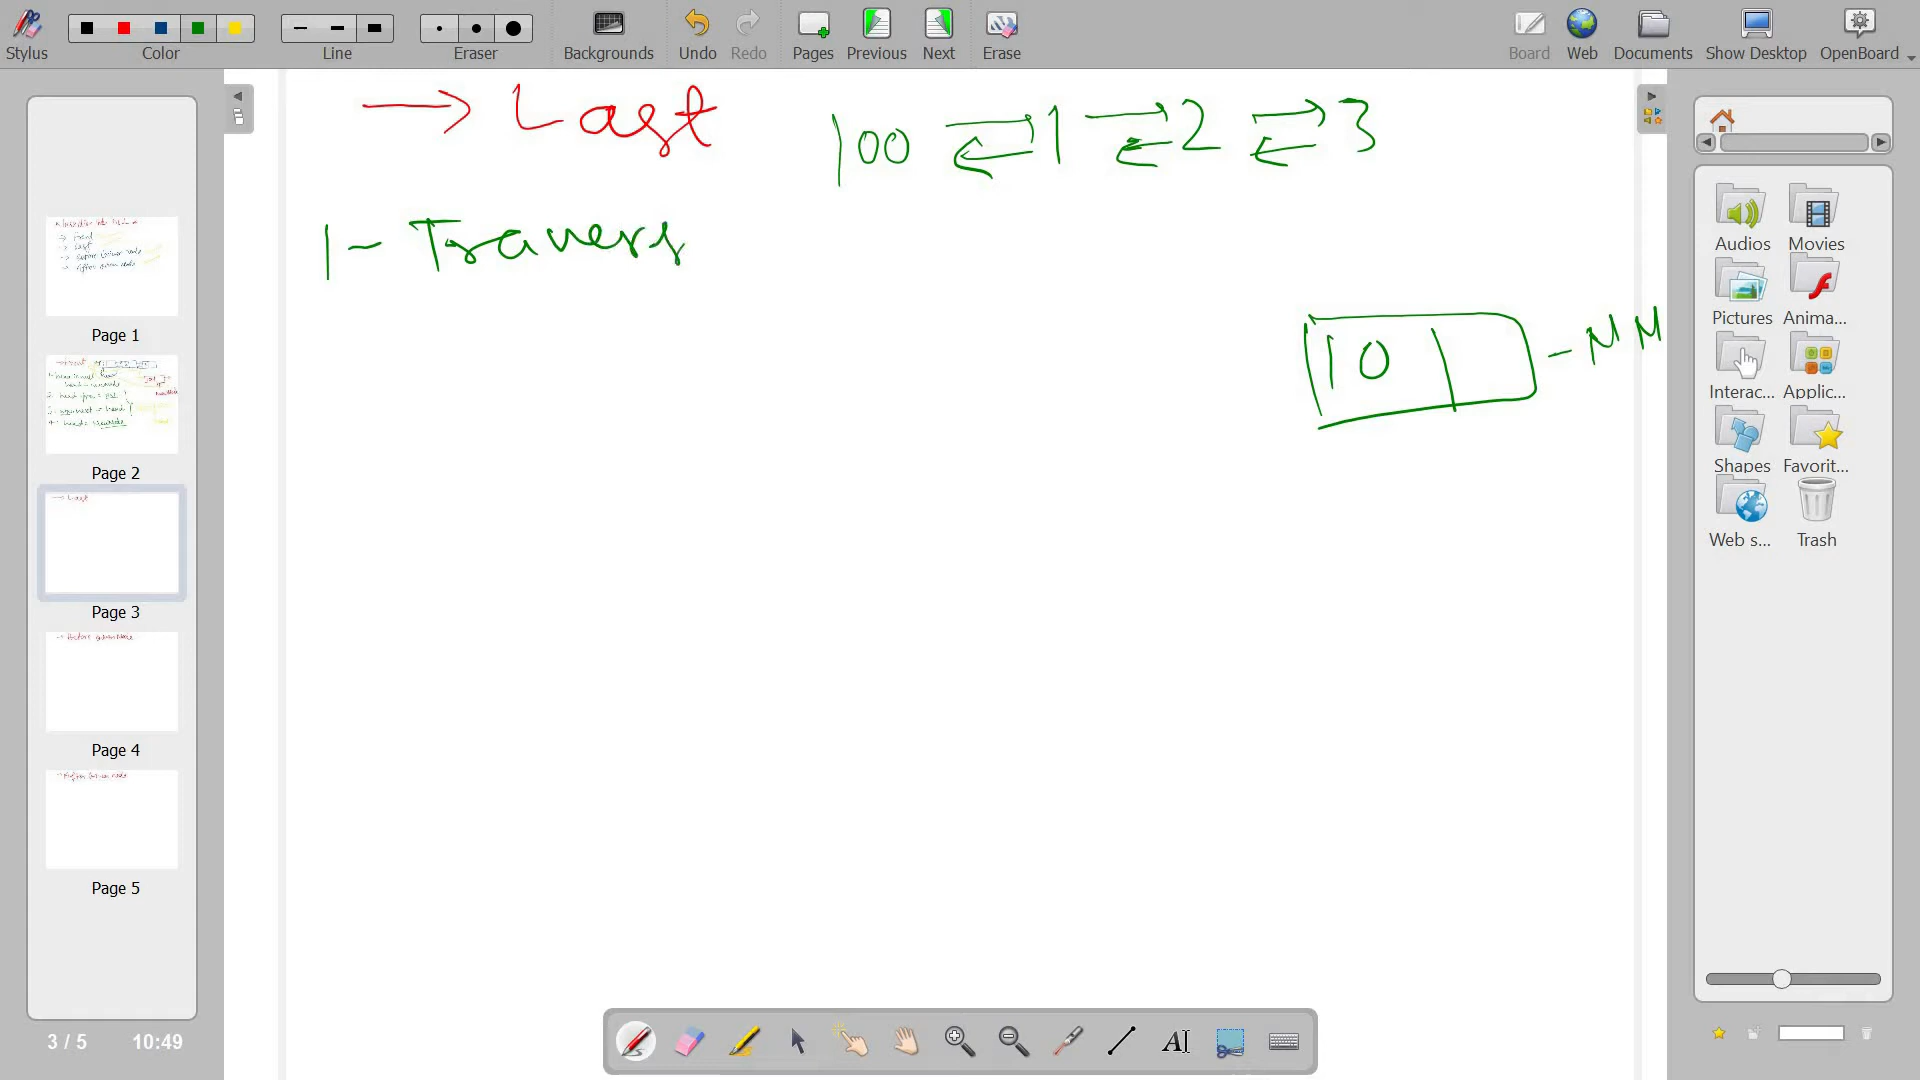 Stylus
Color
Line
Eraser
Backgrounds
Undo
Redo
Pages
Previous
Next
Erase
Board
Web
Documents
Show Desktop
OpenBoard
→ Last
100 ⇄ 1 ⇄ 2 ⇄ 3
1 - Travers
10
Page 1
Page 2
→ Last
Page 3
Page 4
Page 5
3 / 5
10:49
Audios
Movies
Pictures
Anima...
Interac...
Applic...
Shapes
Favorit...
Web s...
Trash